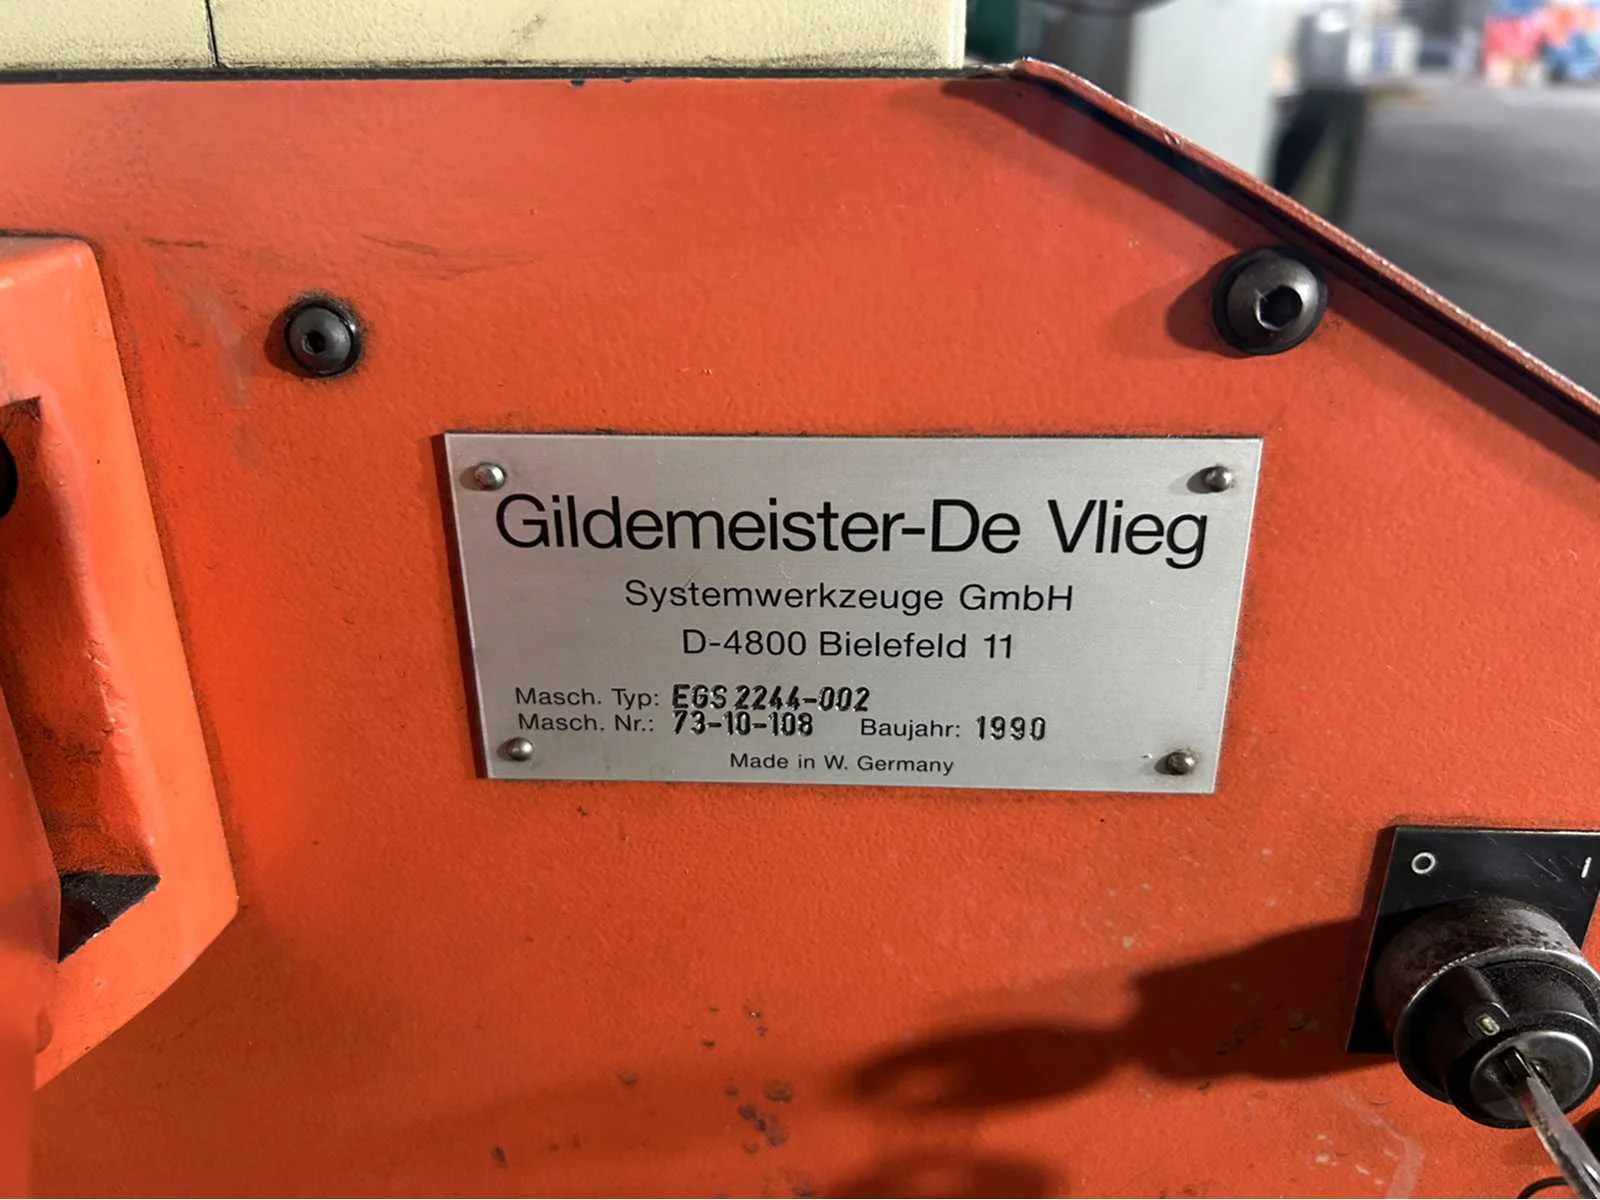 Gildemeister-De Vlieg
Systemwerkzeuge GmbH
D-4800 Bielefeld 11
Masch. Typ: EGS 2244-002
Masch. Nr.: 73-10-108 Baujahr: 1990
Made in W. Germany
0 1